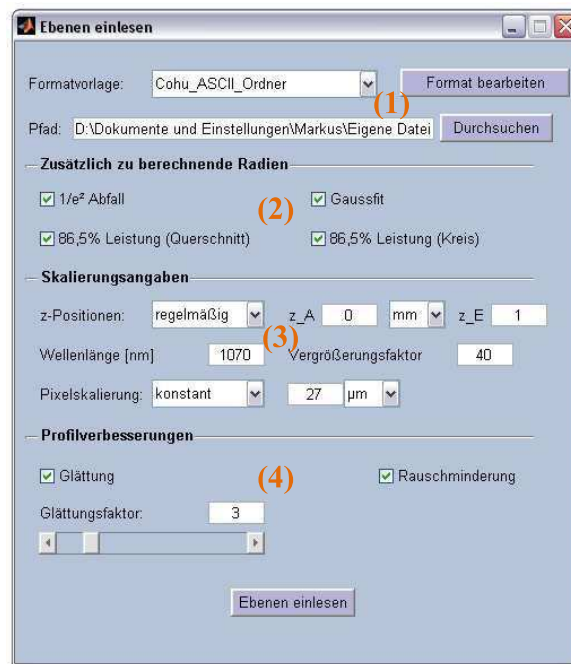 Ebenen einlesen
Formatvorlage: Cohu_ASCII_Ordner Format bearbeiten
(1)
Pfad: D:\Dokumente und Einstellungen\Markus\Eigene Datei Durchsuchen
Zusätzlich zu berechnende Radien
1/e² Abfall Gaussfit
(2)
86,5% Leistung (Querschnitt) 86,5% Leistung (Kreis)
Skalierungsangaben
z-Positionen: regelmäßig z_A 0 mm z_E 1
(3)
Wellenlänge [nm] 1070 Vergrößerungsfaktor 40
Pixelskalierung: konstant 27 µm
Profilverbesserungen
Glättung (4) Rauschminderung
Glättungsfaktor: 3
Ebenen einlesen